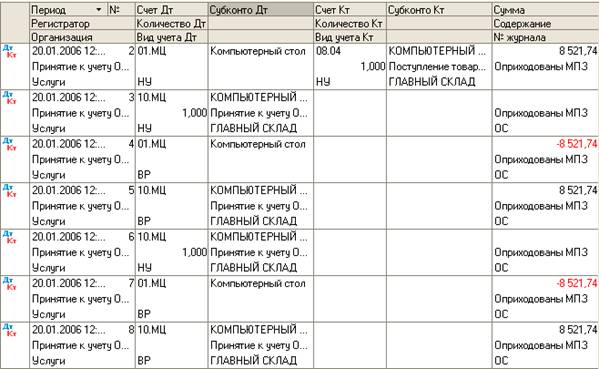 Период № Счет Дт Субконто Дт Счет Кт Субконто Кт Сумма
Регистратор Количество Дт Количество Кт Содержание
Организация Вид учета Дт Вид учета Кт № журнала
Дт Кт 20.01.2006 12:... 2 01.МЦ Компьютерный стол 08.04 КОМПЬЮТЕРНЫЙ ... 8 521,74
Принятие к учету О... 1,000 Поступление товар... Оприходованы МПЗ
Услуги НУ НУ ГЛАВНЫЙ СКЛАД ОС
Дт Кт 20.01.2006 12:... 3 10.МЦ КОМПЬЮТЕРНЫЙ ...
Принятие к учету О... 1,000 Принятие к учету О... Оприходованы МПЗ
Услуги НУ ГЛАВНЫЙ СКЛАД ОС
Дт Кт 20.01.2006 12:... 4 01.МЦ Компьютерный стол -8 521,74
Принятие к учету О... Оприходованы МПЗ
Услуги ВР ОС
Дт Кт 20.01.2006 12:... 5 10.МЦ КОМПЬЮТЕРНЫЙ ... 8 521,74
Принятие к учету О... Принятие к учету О... Оприходованы МПЗ
Услуги ВР ГЛАВНЫЙ СКЛАД ОС
Дт Кт 20.01.2006 12:... 6 10.МЦ КОМПЬЮТЕРНЫЙ ...
Принятие к учету О... 1,000 Принятие к учету О... Оприходованы МПЗ
Услуги НУ ГЛАВНЫЙ СКЛАД ОС
Дт Кт 20.01.2006 12:... 7 01.МЦ Компьютерный стол -8 521,74
Принятие к учету О... Оприходованы МПЗ
Услуги ВР ОС
Дт Кт 20.01.2006 12:... 8 10.МЦ КОМПЬЮТЕРНЫЙ ... 8 521,74
Принятие к учету О... Принятие к учету О... Оприходованы МПЗ
Услуги ВР ГЛАВНЫЙ СКЛАД ОС